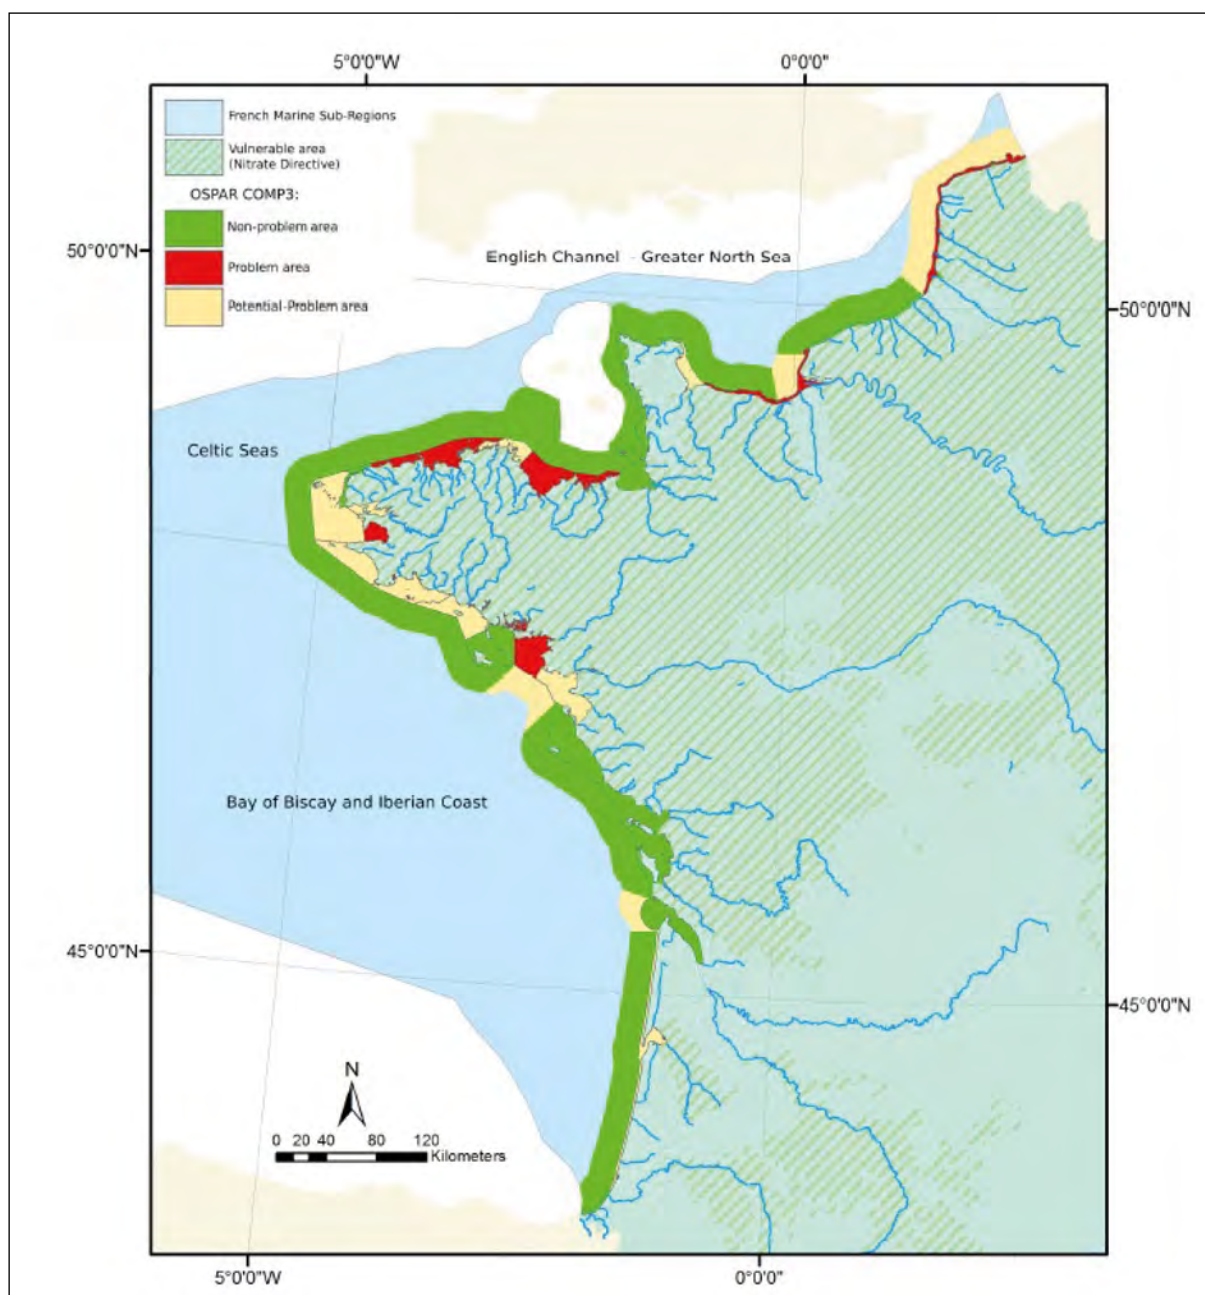 5°0'0"W
0°0'0"
French Marine Sub-Regions
Vulnerable area
(Nitrate Directive)
OSPAR COMP3:
Non-problem area
Problem area
Potential-Problem area
50°0'0"N
English Channel - Greater North Sea
50°0'0"N
Celtic Seas
Bay of Biscay and Iberian Coast
45°0'0"N
45°0'0"N
N
0 20 40 80 120
Kilometers
5°0'0"W
0°0'0"